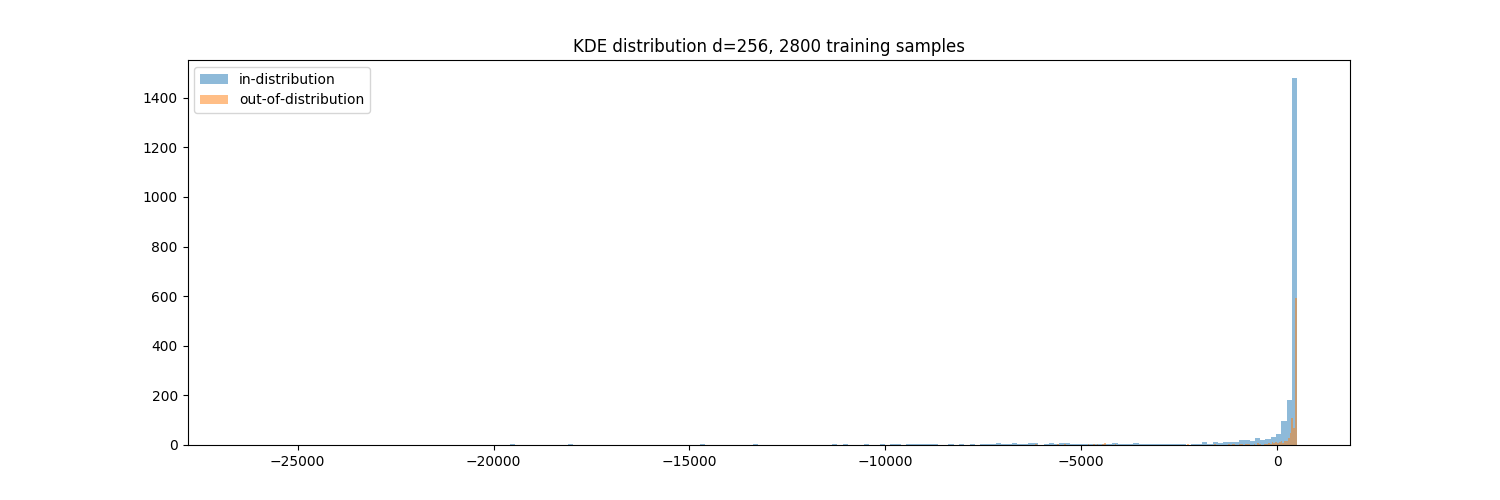 KDE distribution d=256, 2800 training samples
in-distribution
out-of-distribution
1400
1200
1000
800
600
400
200
0
−25000 −20000 −15000 −10000 −5000 0